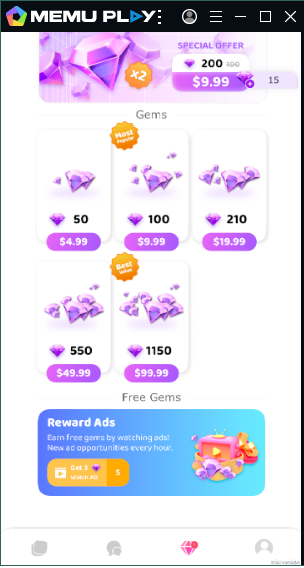 MEMU PLAY
SPECIAL OFFER
200 100
x2
$9.99
15
Gems
Most
Popular
50
100
210
$4.99
$9.99
$19.99
Best
Value
550
1150
$49.99
$99.99
Free Gems
Reward Ads
Earn free gems by watching ads!
New ad opportunities every hour.
Get 3
Watch AD
5